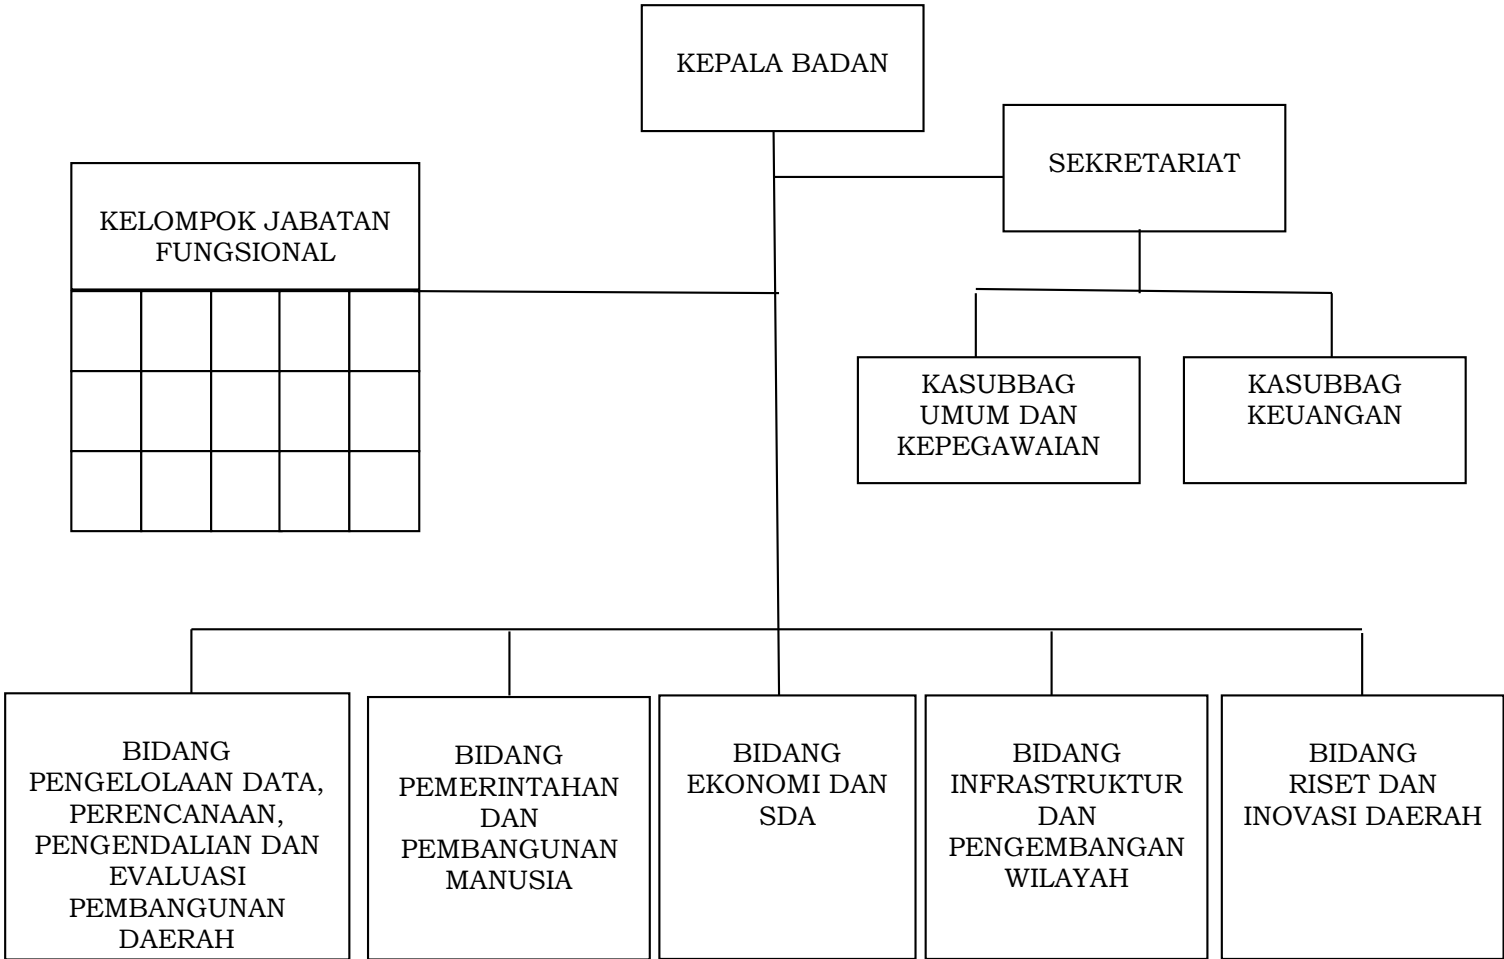 KEPALA BADAN
SEKRETARIAT
KELOMPOK JABATAN
FUNGSIONAL
KASUBBAG
UMUM DAN
KEPEGAWAIAN
KASUBBAG
KEUANGAN
BIDANG
PENGELOLAAN DATA,
PERENCANAAN,
PENGENDALIAN DAN
EVALUASI
PEMBANGUNAN
DAERAH
BIDANG
PEMERINTAHAN
DAN
PEMBANGUNAN
MANUSIA
BIDANG
EKONOMI DAN
SDA
BIDANG
INFRASTRUKTUR
DAN
PENGEMBANGAN
WILAYAH
BIDANG
RISET DAN
INOVASI DAERAH